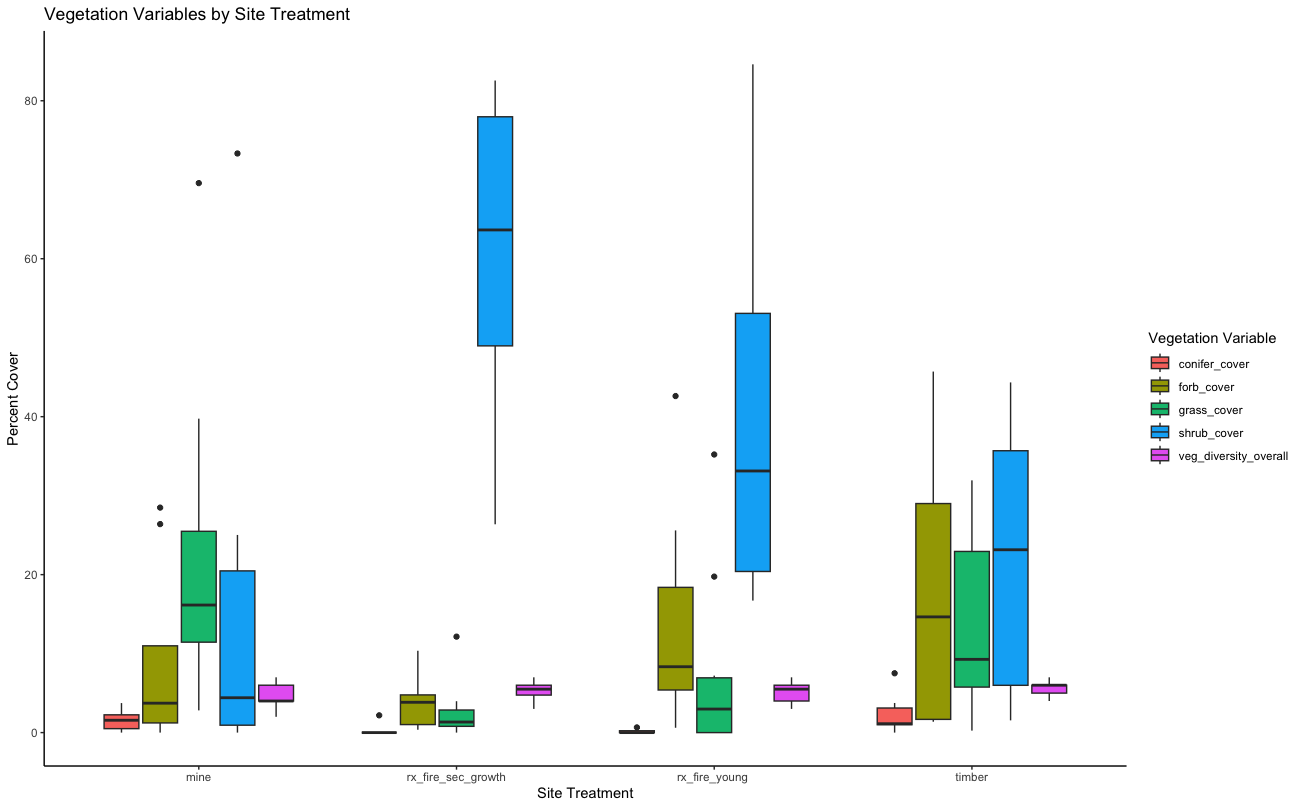 Vegetation Variables by Site Treatment
Percent Cover
80
60
40
20
0
mine
rx_fire_sec_growth
rx_fire_young
timber
Site Treatment
Vegetation Variable
conifer_cover
forb_cover
grass_cover
shrub_cover
veg_diversity_overall